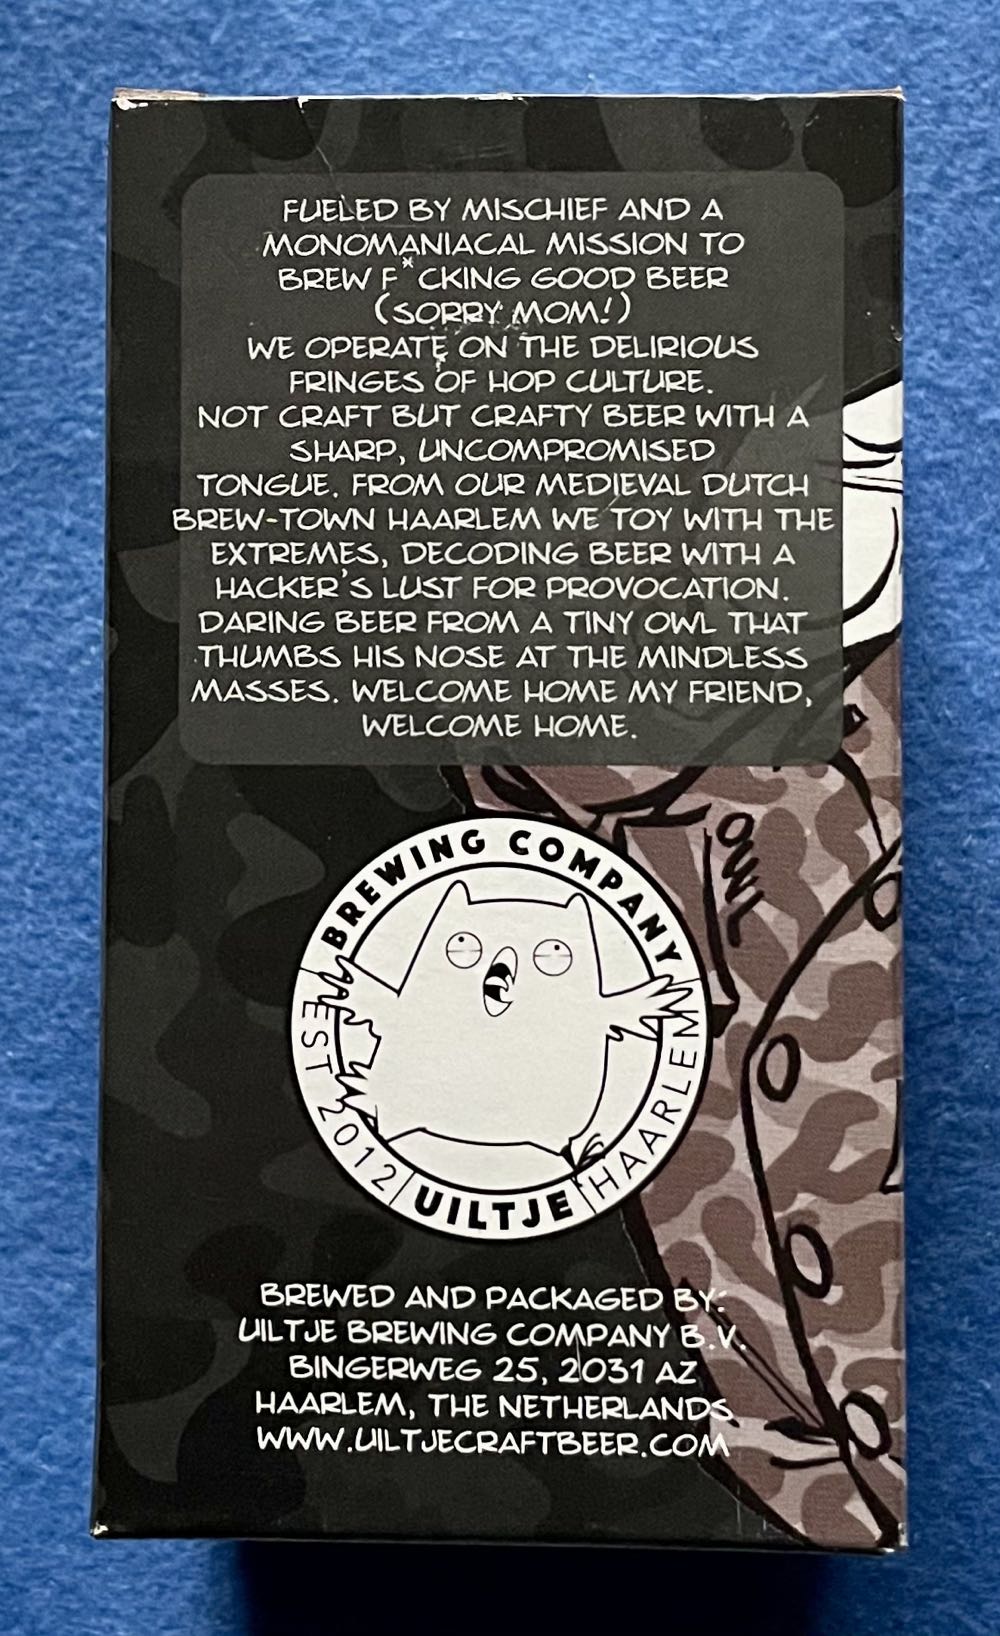 FUELED BY MISCHIEF AND A
MONOMANIACAL MISSION TO
BREW F*CKING GOOD BEER
(SORRY MOM!)
WE OPERATE ON THE DELIRIOUS
FRINGES OF HOP CULTURE.
NOT CRAFT BUT CRAFTY BEER WITH A
SHARP, UNCOMPROMISED
TONGUE. FROM OUR MEDIEVAL DUTCH
BREW-TOWN HAARLEM WE TOY WITH THE
EXTREMES, DECODING BEER WITH A
HACKER'S LUST FOR PROVOCATION.
DARING BEER FROM A TINY OWL THAT
THUMBS HIS NOSE AT THE MINDLESS
MASSES. WELCOME HOME MY FRIEND,
WELCOME HOME.
OWL
BREWING COMPANY
EST 2012
UILTJE
HAARLEM
BREWED AND PACKAGED BY:
UILTJE BREWING COMPANY B.V.
BINGERWEG 25, 2031 AZ
HAARLEM, THE NETHERLANDS
WWW.UILTJECRAFTBEER.COM